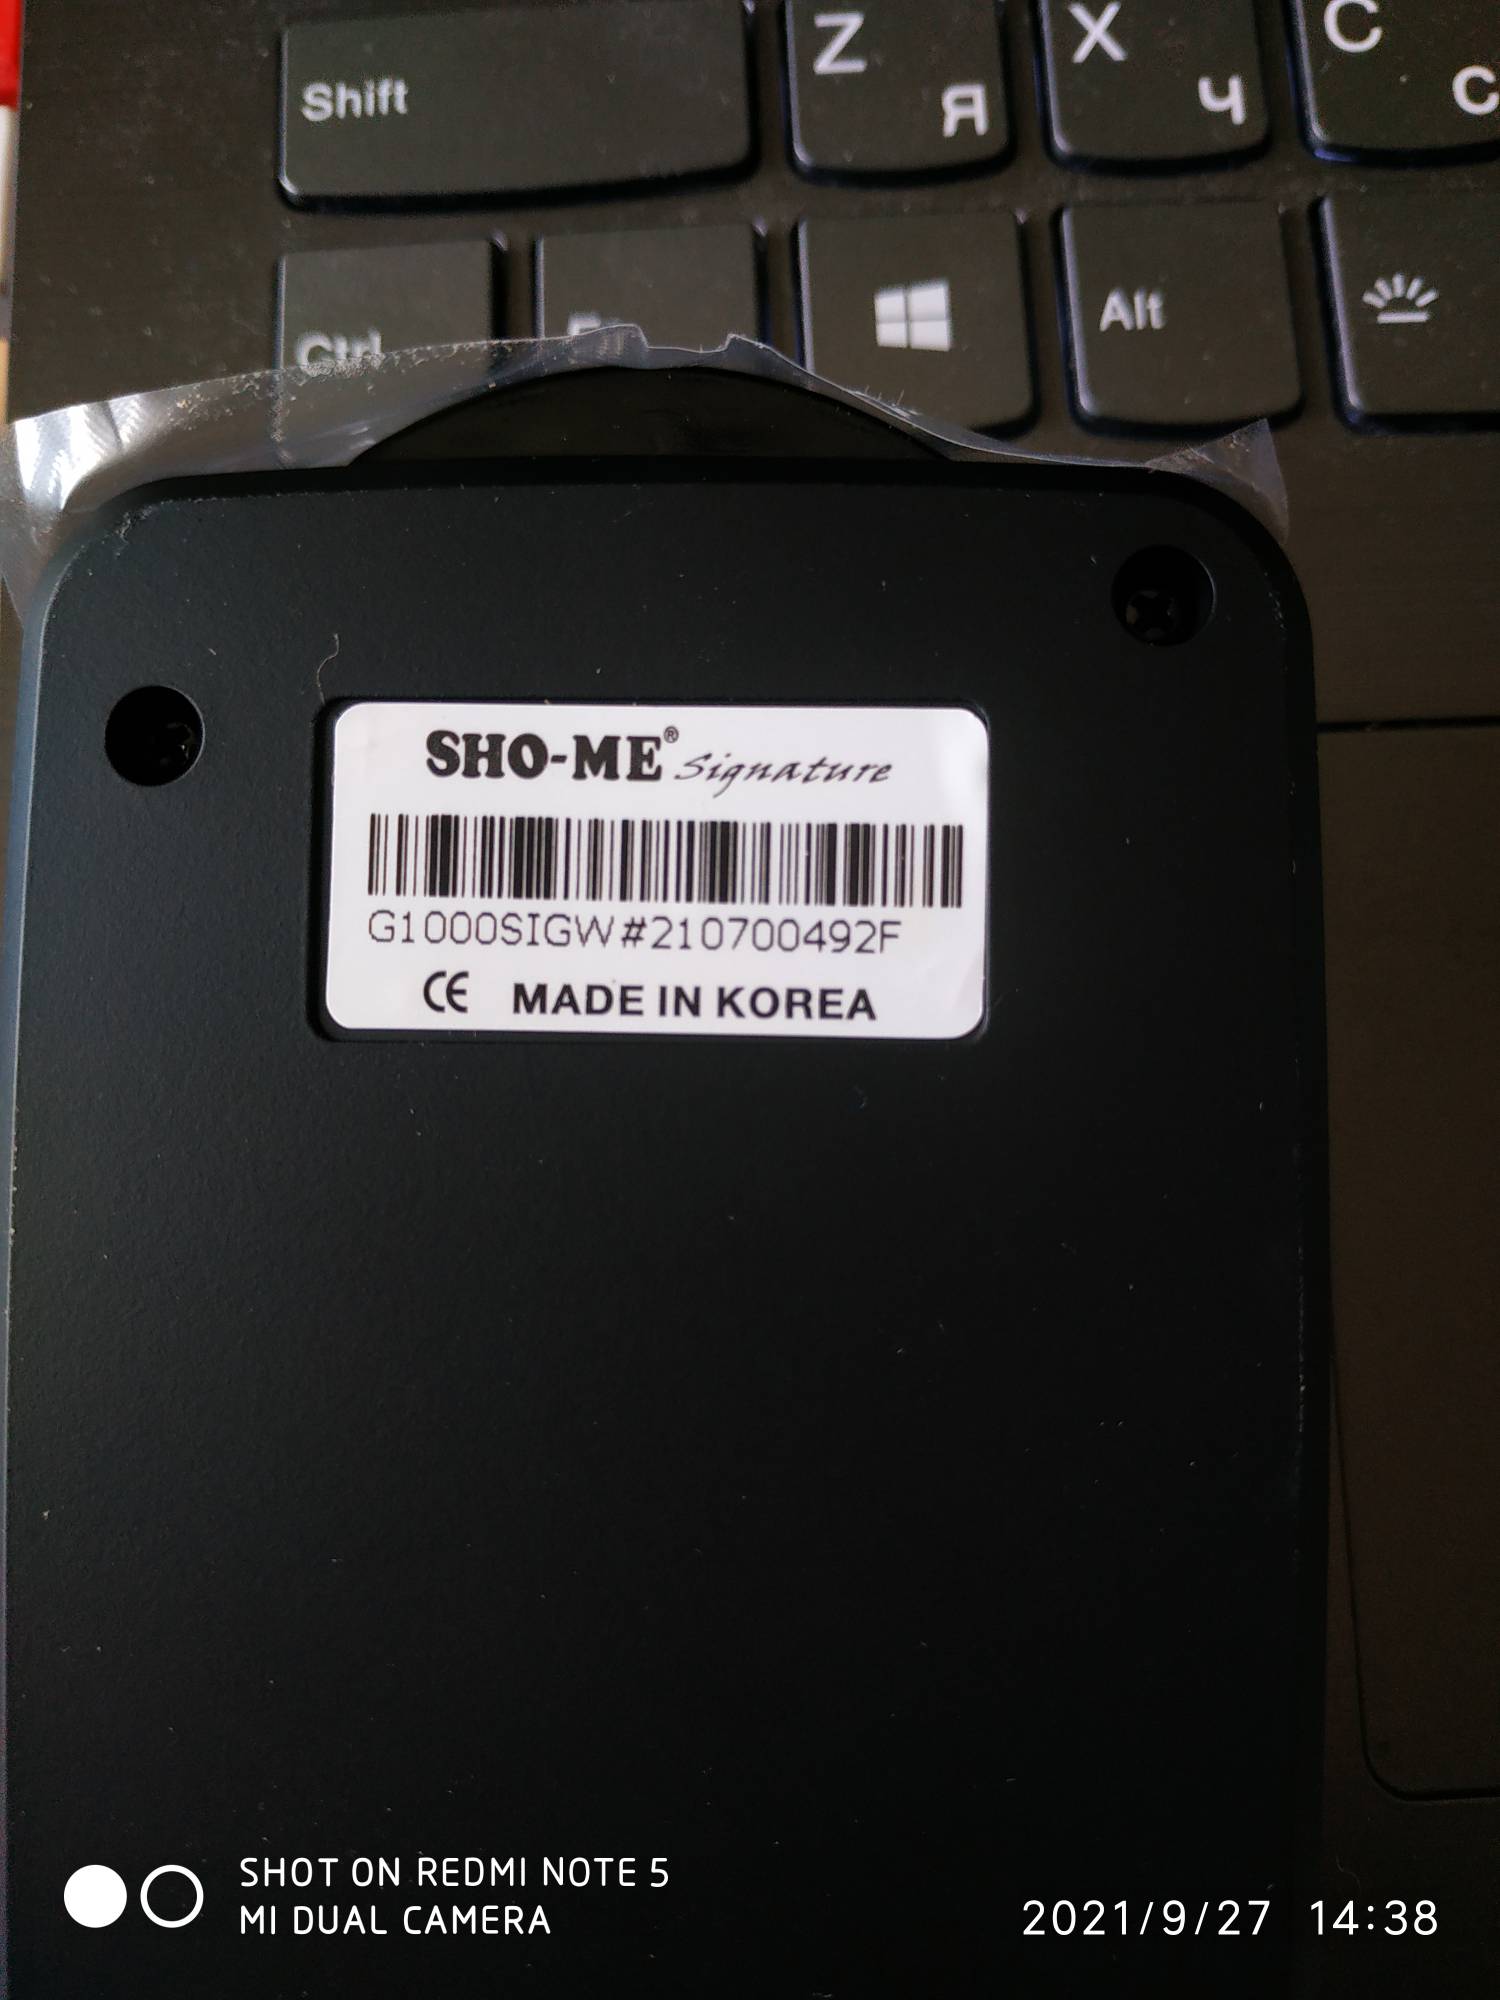 Shift
Z
Я
X
Ч
C
С
Ctrl
Alt
SHO-ME® Signature
G1000SIGW#210700492F
CE MADE IN KOREA
SHOT ON REDMI NOTE 5
MI DUAL CAMERA
2021/9/27 14:38